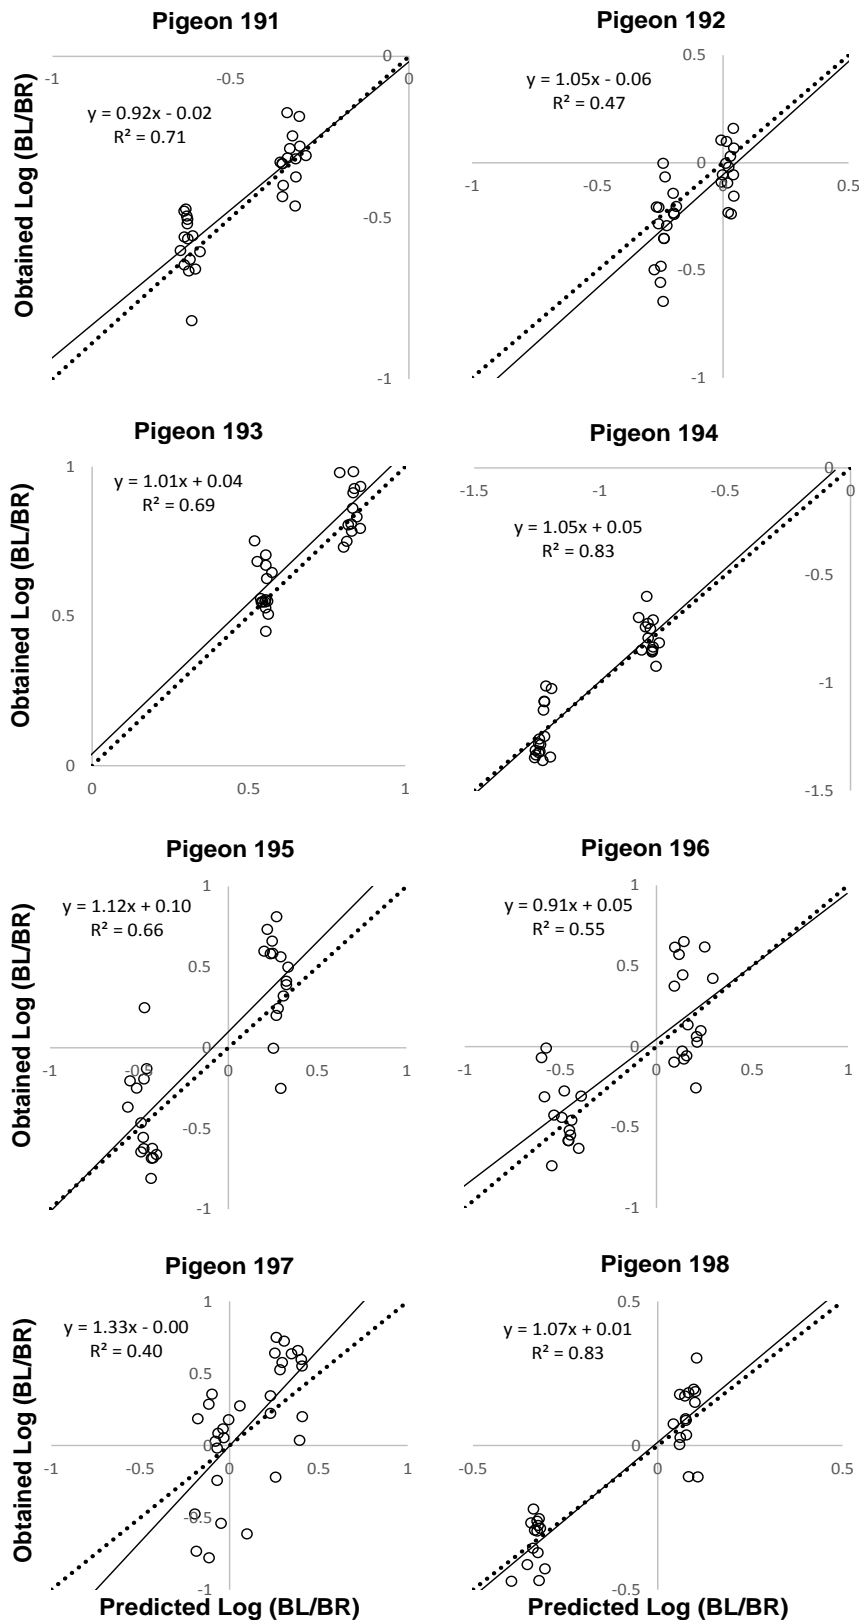 Pigeon 191
Pigeon 192
Obtained Log (BL/BR)
y = 0.92x - 0.02
R² = 0.71
-1
-0.5
0
0
-0.5
-1
y = 1.05x - 0.06
R² = 0.47
0.5
0
-0.5
-1
-1
-0.5
0
0.5
Pigeon 193
Pigeon 194
Obtained Log (BL/BR)
y = 1.01x + 0.04
R² = 0.69
1
0.5
0
0
0.5
1
y = 1.05x + 0.05
R² = 0.83
-1.5
-1
-0.5
0
0
-0.5
-1
-1.5
Pigeon 195
Pigeon 196
Obtained Log (BL/BR)
y = 1.12x + 0.10
R² = 0.66
1
0.5
0
-0.5
-1
-1
-0.5
0
0.5
1
y = 0.91x + 0.05
R² = 0.55
1
0.5
0
-0.5
-1
-1
-0.5
0
0.5
1
Pigeon 197
Pigeon 198
Obtained Log (BL/BR)
y = 1.33x - 0.00
R² = 0.40
1
0.5
0
-0.5
-1
-1
-0.5
0
0.5
1
y = 1.07x + 0.01
R² = 0.83
0.5
0
-0.5
-0.5
0
0.5
Predicted Log (BL/BR)
Predicted Log (BL/BR)